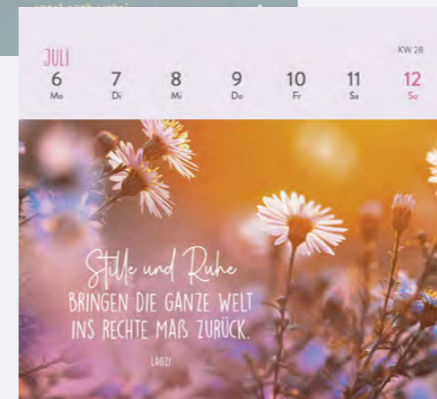 KW 28
JULI
6 7 8 9 10 11 12
Mo Di Mi Do Fr Sa So
Stille und Ruhe
BRINGEN DIE GANZE WELT
INS RECHTE MAẞ ZURÜCK.
LAOZI